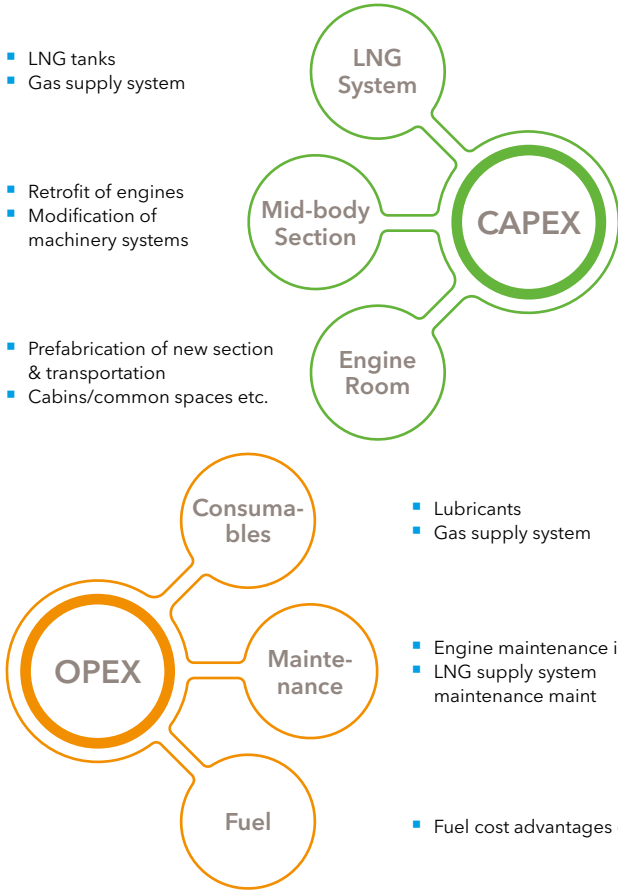 LNG tanks
Gas supply system
LNG
System
Retrofit of engines
Modification of
machinery systems
Mid-body
Section
CAPEX
Prefabrication of new section
& transportation
Cabins/common spaces etc.
Engine
Room
Consuma-
bles
Lubricants
Gas supply system
OPEX
Mainte-
nance
Engine maintenance i
LNG supply system
maintenance maint
Fuel
Fuel cost advantages